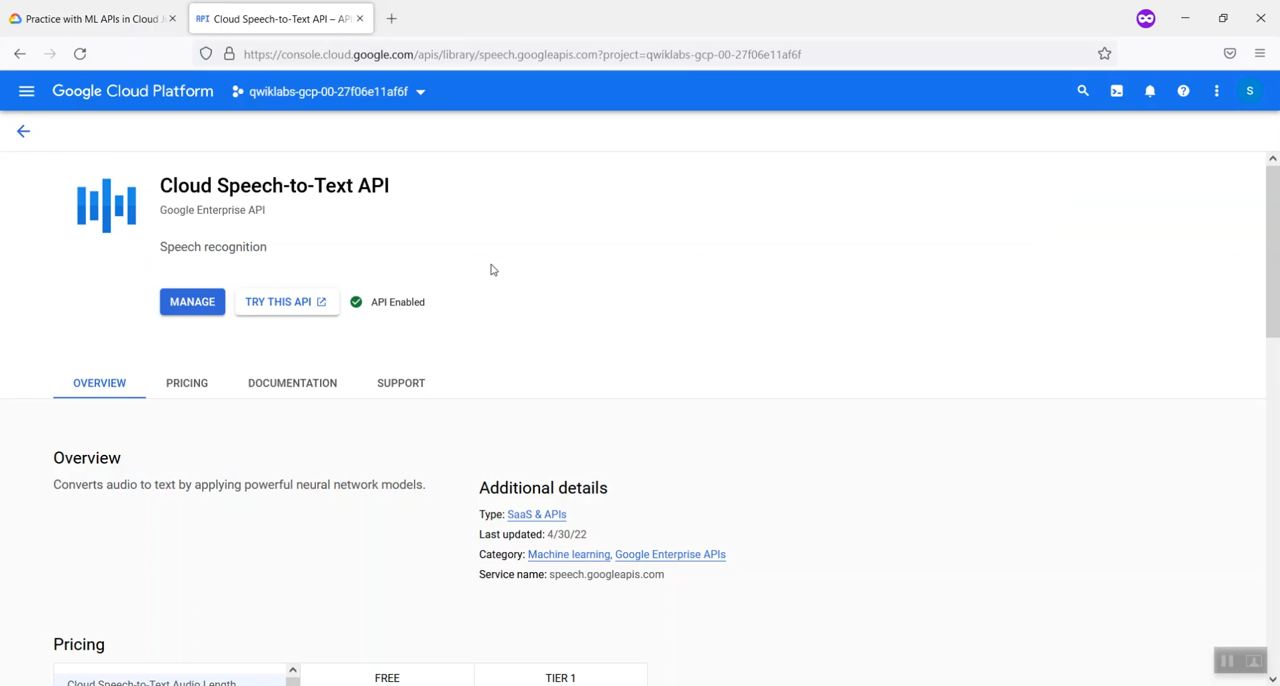 Practice with ML APIs in Cloud J
API Cloud Speech-to-Text API – AP
https://console.cloud.google.com/apis/library/speech.googleapis.com?project=qwiklabs-gcp-00-27f06e11af6f
Google Cloud Platform qwiklabs-gcp-00-27f06e11af6f S
Cloud Speech-to-Text API
Google Enterprise API
Speech recognition
MANAGE TRY THIS API API Enabled
OVERVIEW PRICING DOCUMENTATION SUPPORT
Overview
Converts audio to text by applying powerful neural network models.
Additional details
Type: SaaS & APIs
Last updated: 4/30/22
Category: Machine learning, Google Enterprise APIs
Service name: speech.googleapis.com
Pricing
Cloud Speech-to-Text Audio Length FREE TIER 1